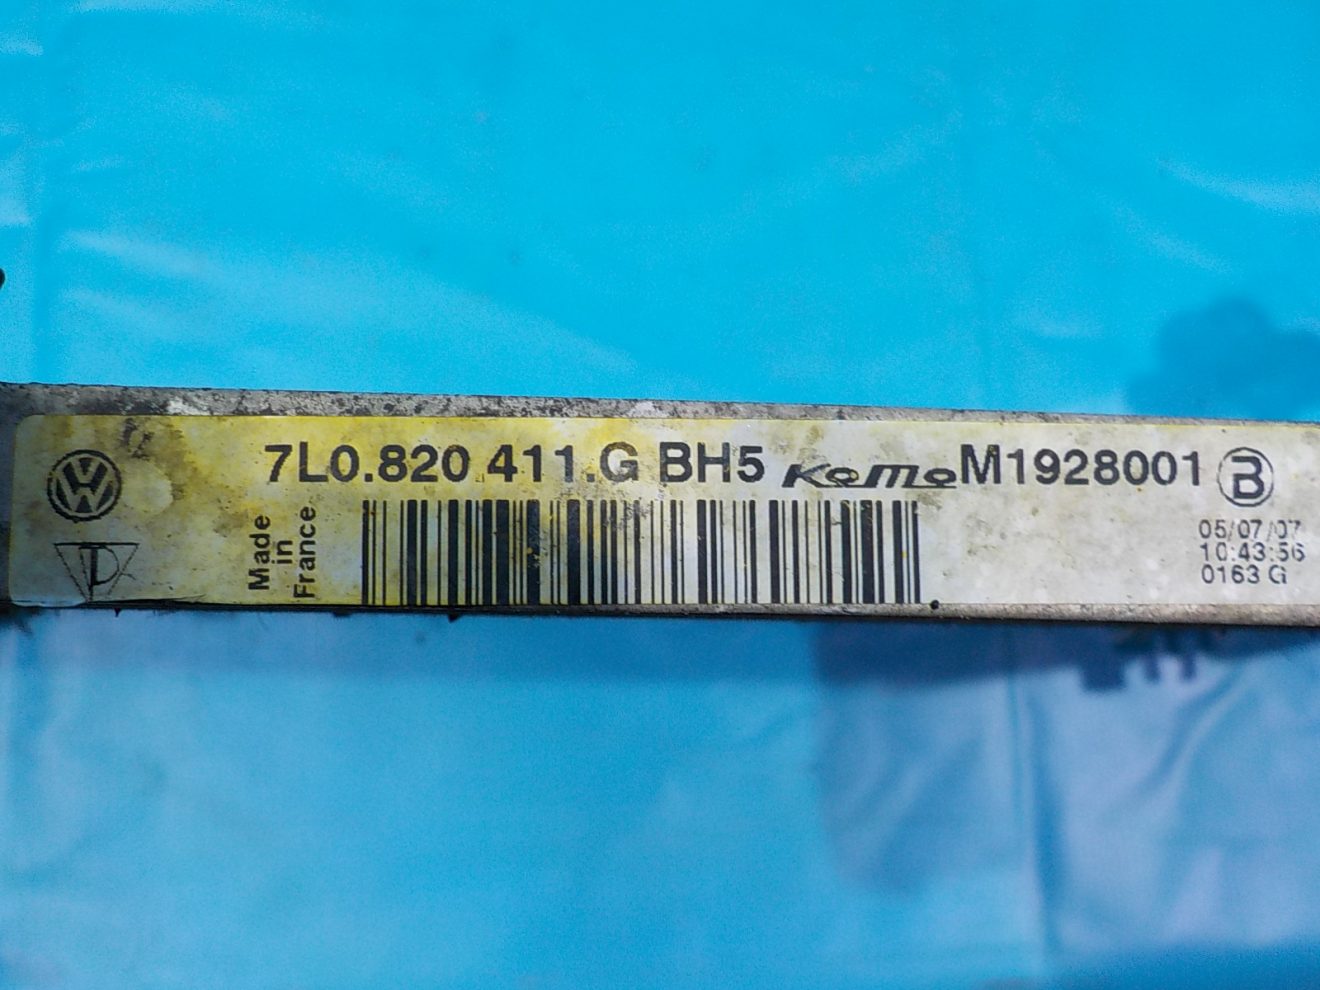 7L0.820 411.G BH5 KoMo M1928001 B
Made
in
France
05/07/07
10:43:56
0163 G